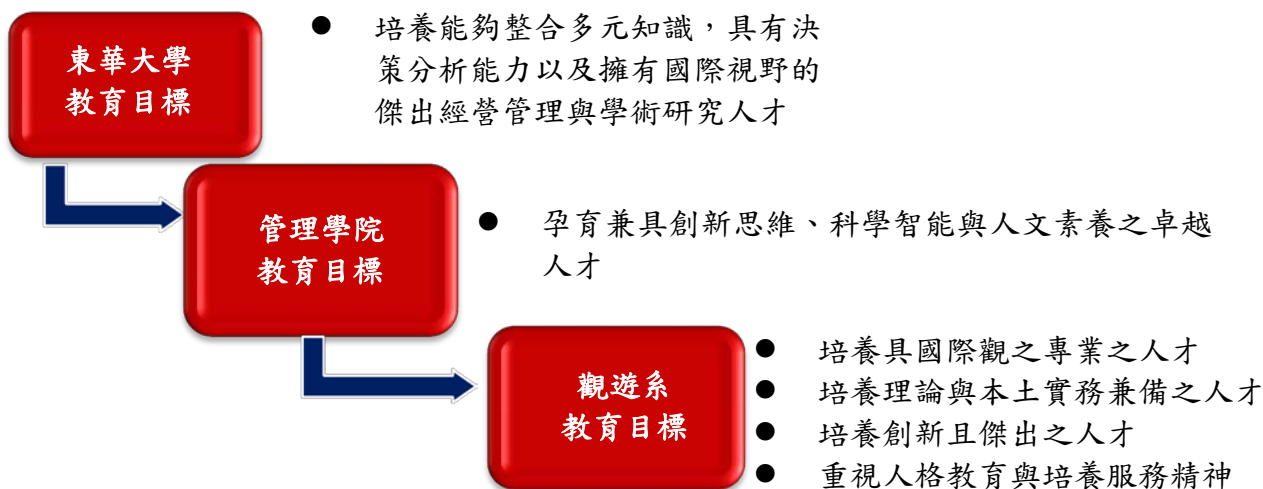 東華大學
教育目標
● 培養能夠整合多元知識，具有決
策分析能力以及擁有國際視野的
傑出經營管理與學術研究人才
管理學院
教育目標
● 孕育兼具創新思維、科學智能與人文素養之卓越
人才
觀遊系
教育目標
● 培養具國際觀之專業之人才
● 培養理論與本土實務兼備之人才
● 培養創新且傑出之人才
● 重視人格教育與培養服務精神